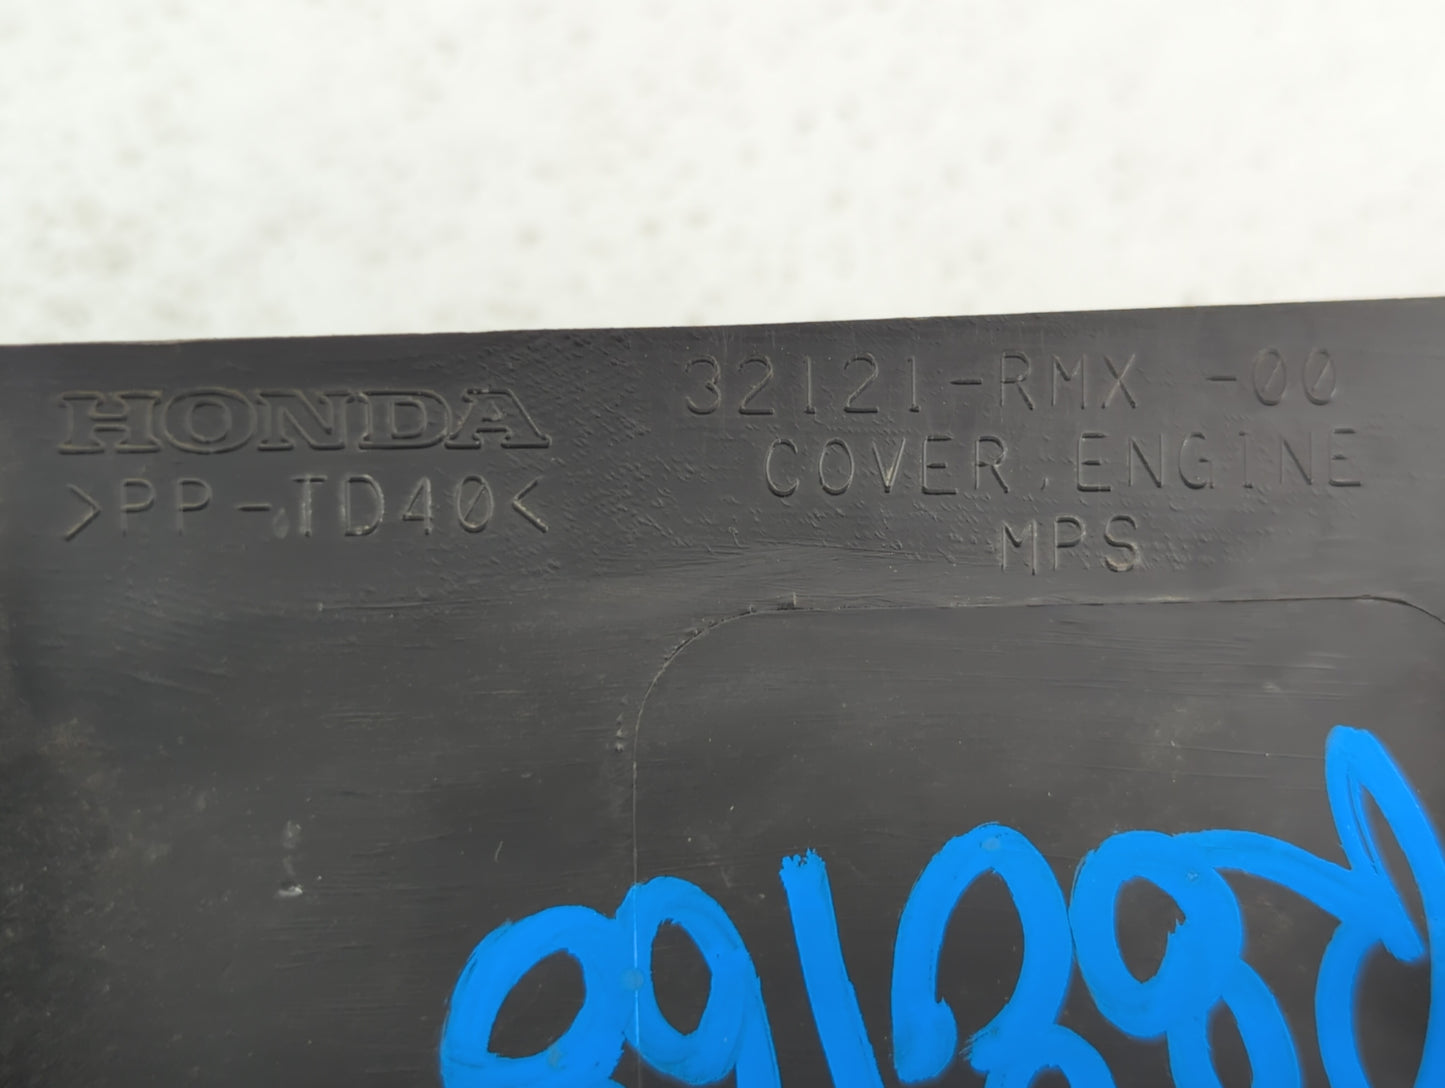 HONDA
>PP-TD40<
32121-RMX -00
COVER,ENGINE
MPS